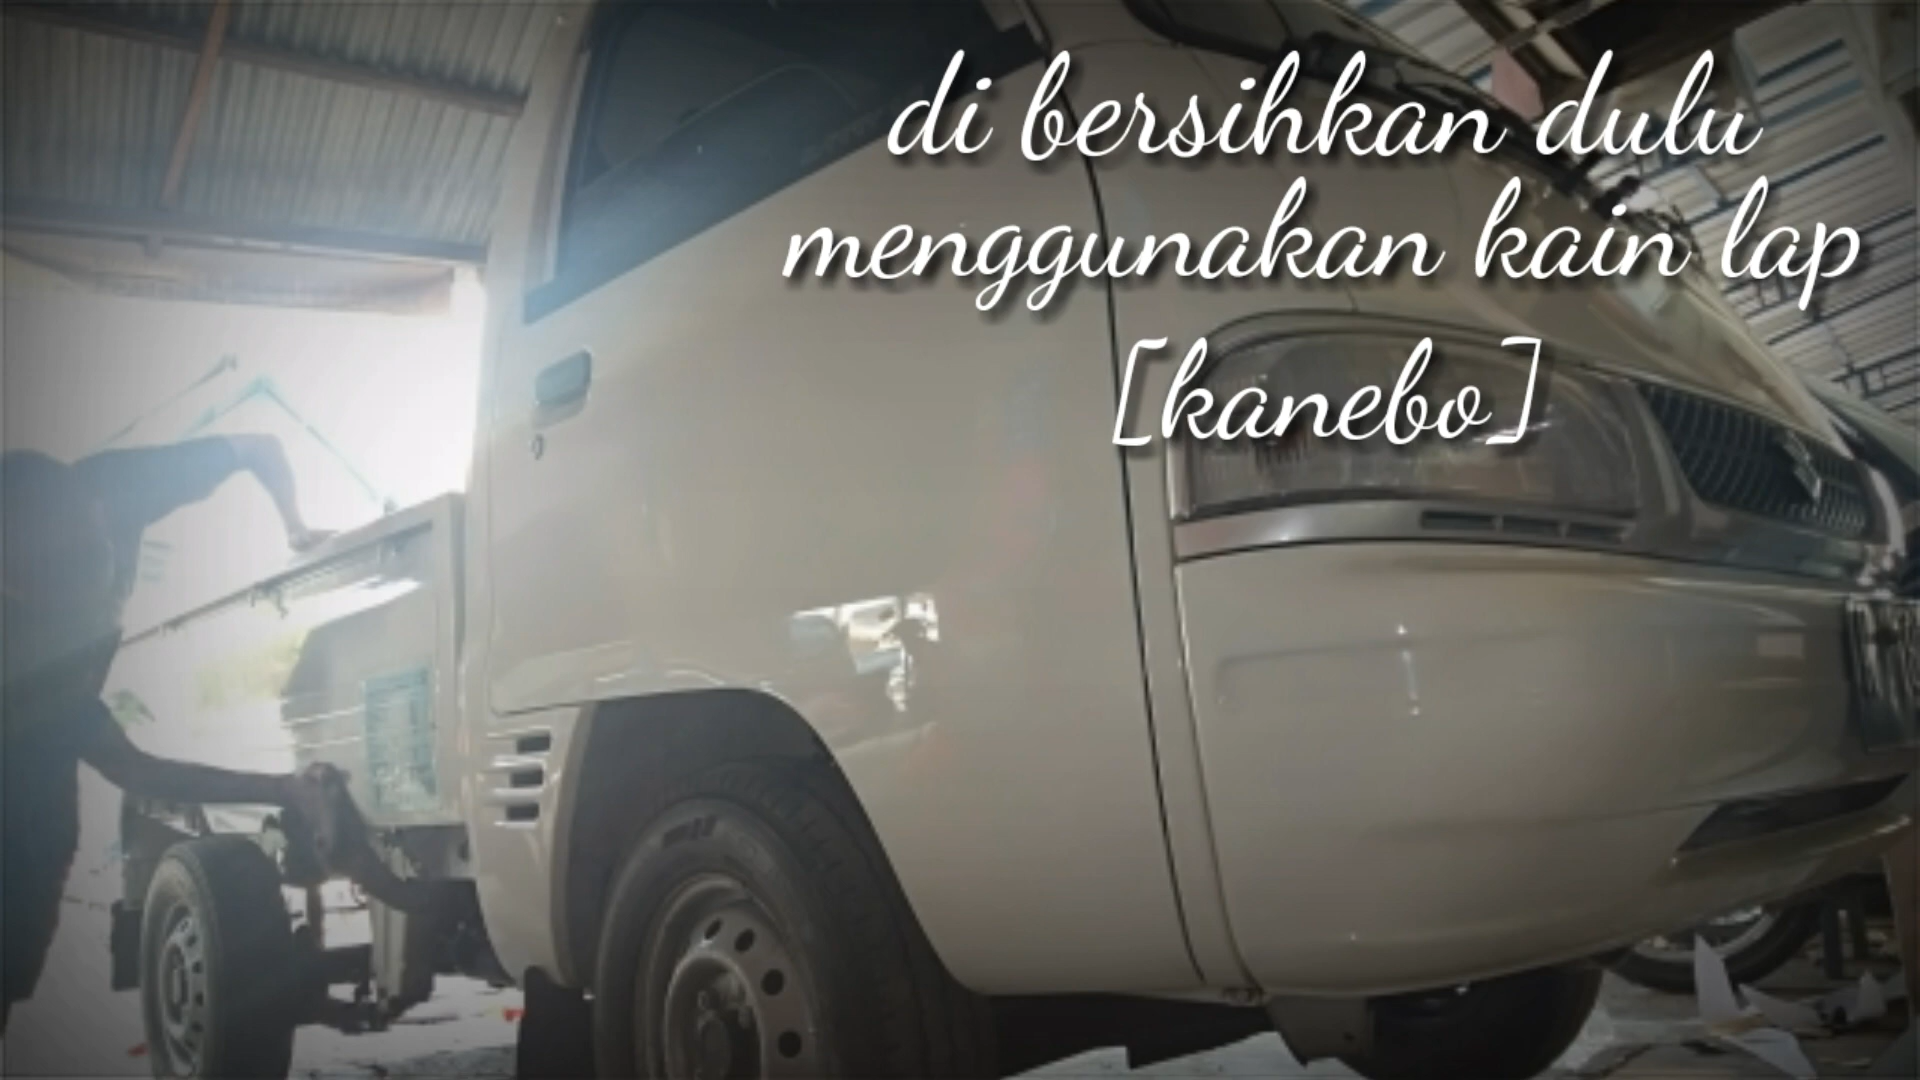 di bersihkan dulu
menggunakan kain lap
[kanebo]